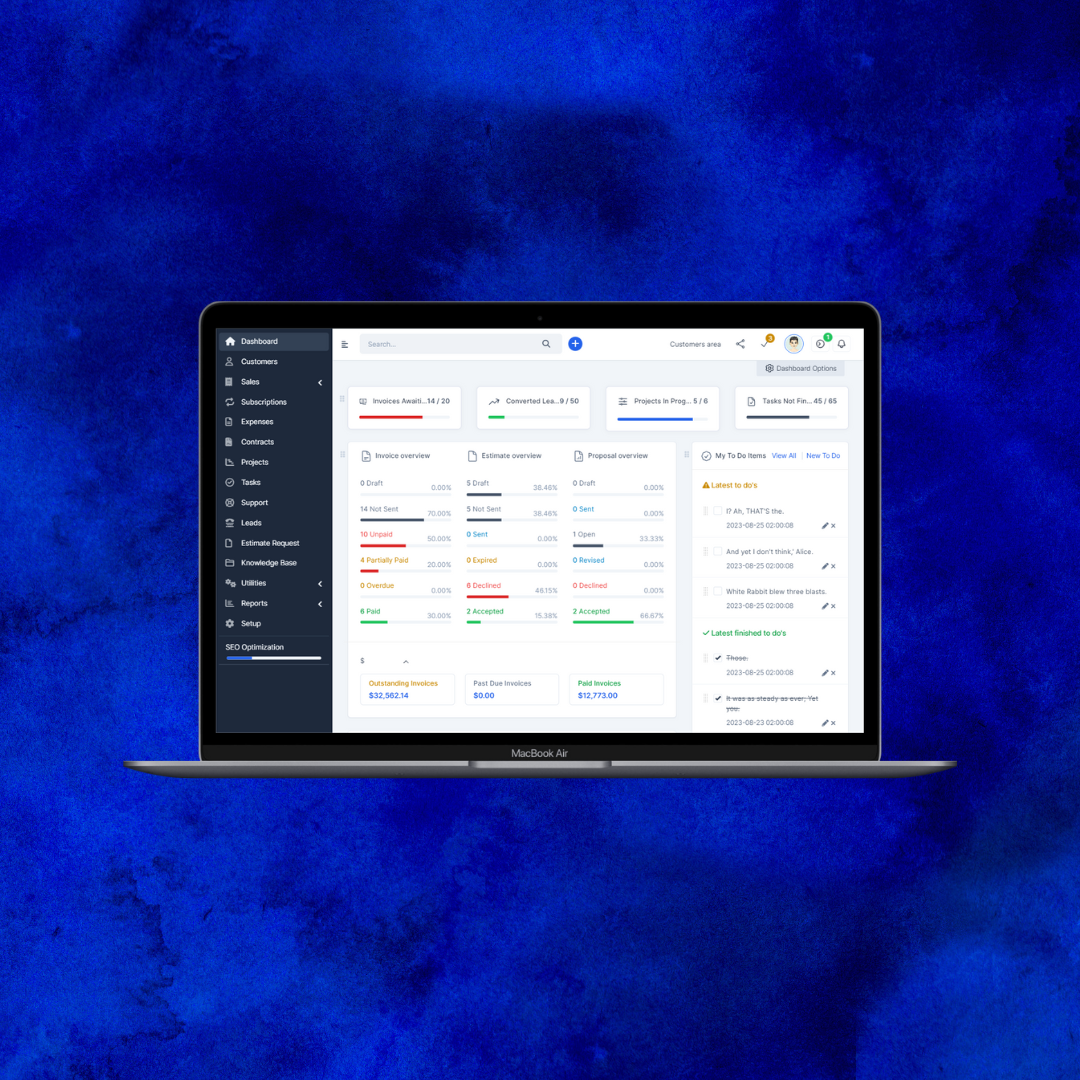 Dashboard
Customers
Sales
Subscriptions
Expenses
Contracts
Projects
Tasks
Support
Leads
Estimate Request
Knowledge Base
Utilities
Reports
Setup
SEO Optimization
Search...
Customers area
3
1
Dashboard Options
Invoices Awaiti... 14 / 20
Converted Lea... 9 / 50
Projects In Prog... 5 / 6
Tasks Not Fin... 45 / 65
Invoice overview
0 Draft 0.00%
14 Not Sent 70.00%
10 Unpaid 50.00%
4 Partially Paid 20.00%
0 Overdue 0.00%
6 Paid 30.00%
Estimate overview
5 Draft 38.46%
5 Not Sent 38.46%
0 Sent 0.00%
0 Expired 0.00%
6 Declined 46.15%
2 Accepted 15.38%
Proposal overview
0 Draft 0.00%
0 Sent 0.00%
1 Open 33.33%
0 Revised 0.00%
0 Declined 0.00%
2 Accepted 66.67%
$
Outstanding Invoices
$32,562.14
Past Due Invoices
$0.00
Paid Invoices
$12,773.00
My To Do Items View All | New To Do
Latest to do's
I? Ah, THAT'S the.
2023-08-25 02:00:08
And yet I don't think,' Alice.
2023-08-25 02:00:08
White Rabbit blew three blasts.
2023-08-25 02:00:08
Latest finished to do's
Those.
2023-08-25 02:00:08
It was as steady as ever; Yet
you.
2023-08-23 02:00:08
MacBook Air